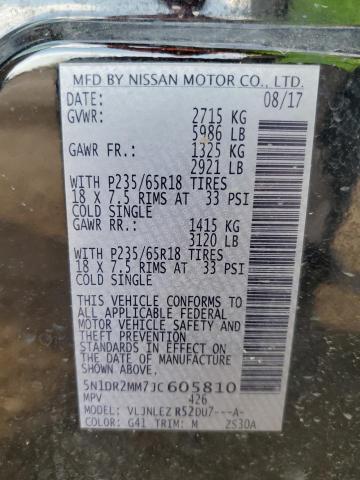 MFD BY NISSAN MOTOR CO., LTD.
DATE: 08/17
GVWR: 2715 KG
5986 LB
GAWR FR.: 1325 KG
2921 LB
WITH P235/65R18 TIRES
18 X 7.5 RIMS AT 33 PSI
COLD SINGLE
GAWR RR.: 1415 KG
3120 LB
WITH P235/65R18 TIRES
18 X 7.5 RIMS AT 33 PSI
COLD SINGLE
THIS VEHICLE CONFORMS TO
ALL APPLICABLE FEDERAL
MOTOR VEHICLE SAFETY
STANDARDS IN EFFECT ON
THE DATE OF MANUFACTURE
SHOWN ABOVE.
5N1DR2MM7JC605810
MPV 426
MODEL: VLJNLEZ R52DU7---A-
COLOR: G41 TRIM: M ZS30A